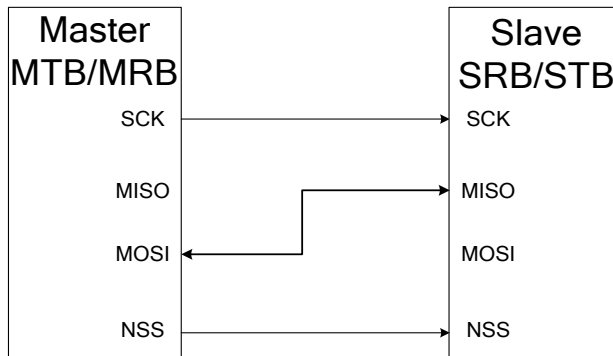 Master
MTB/MRB
SCK
MISO
MOSI
NSS
Slave
SRB/STB
SCK
MISO
MOSI
NSS